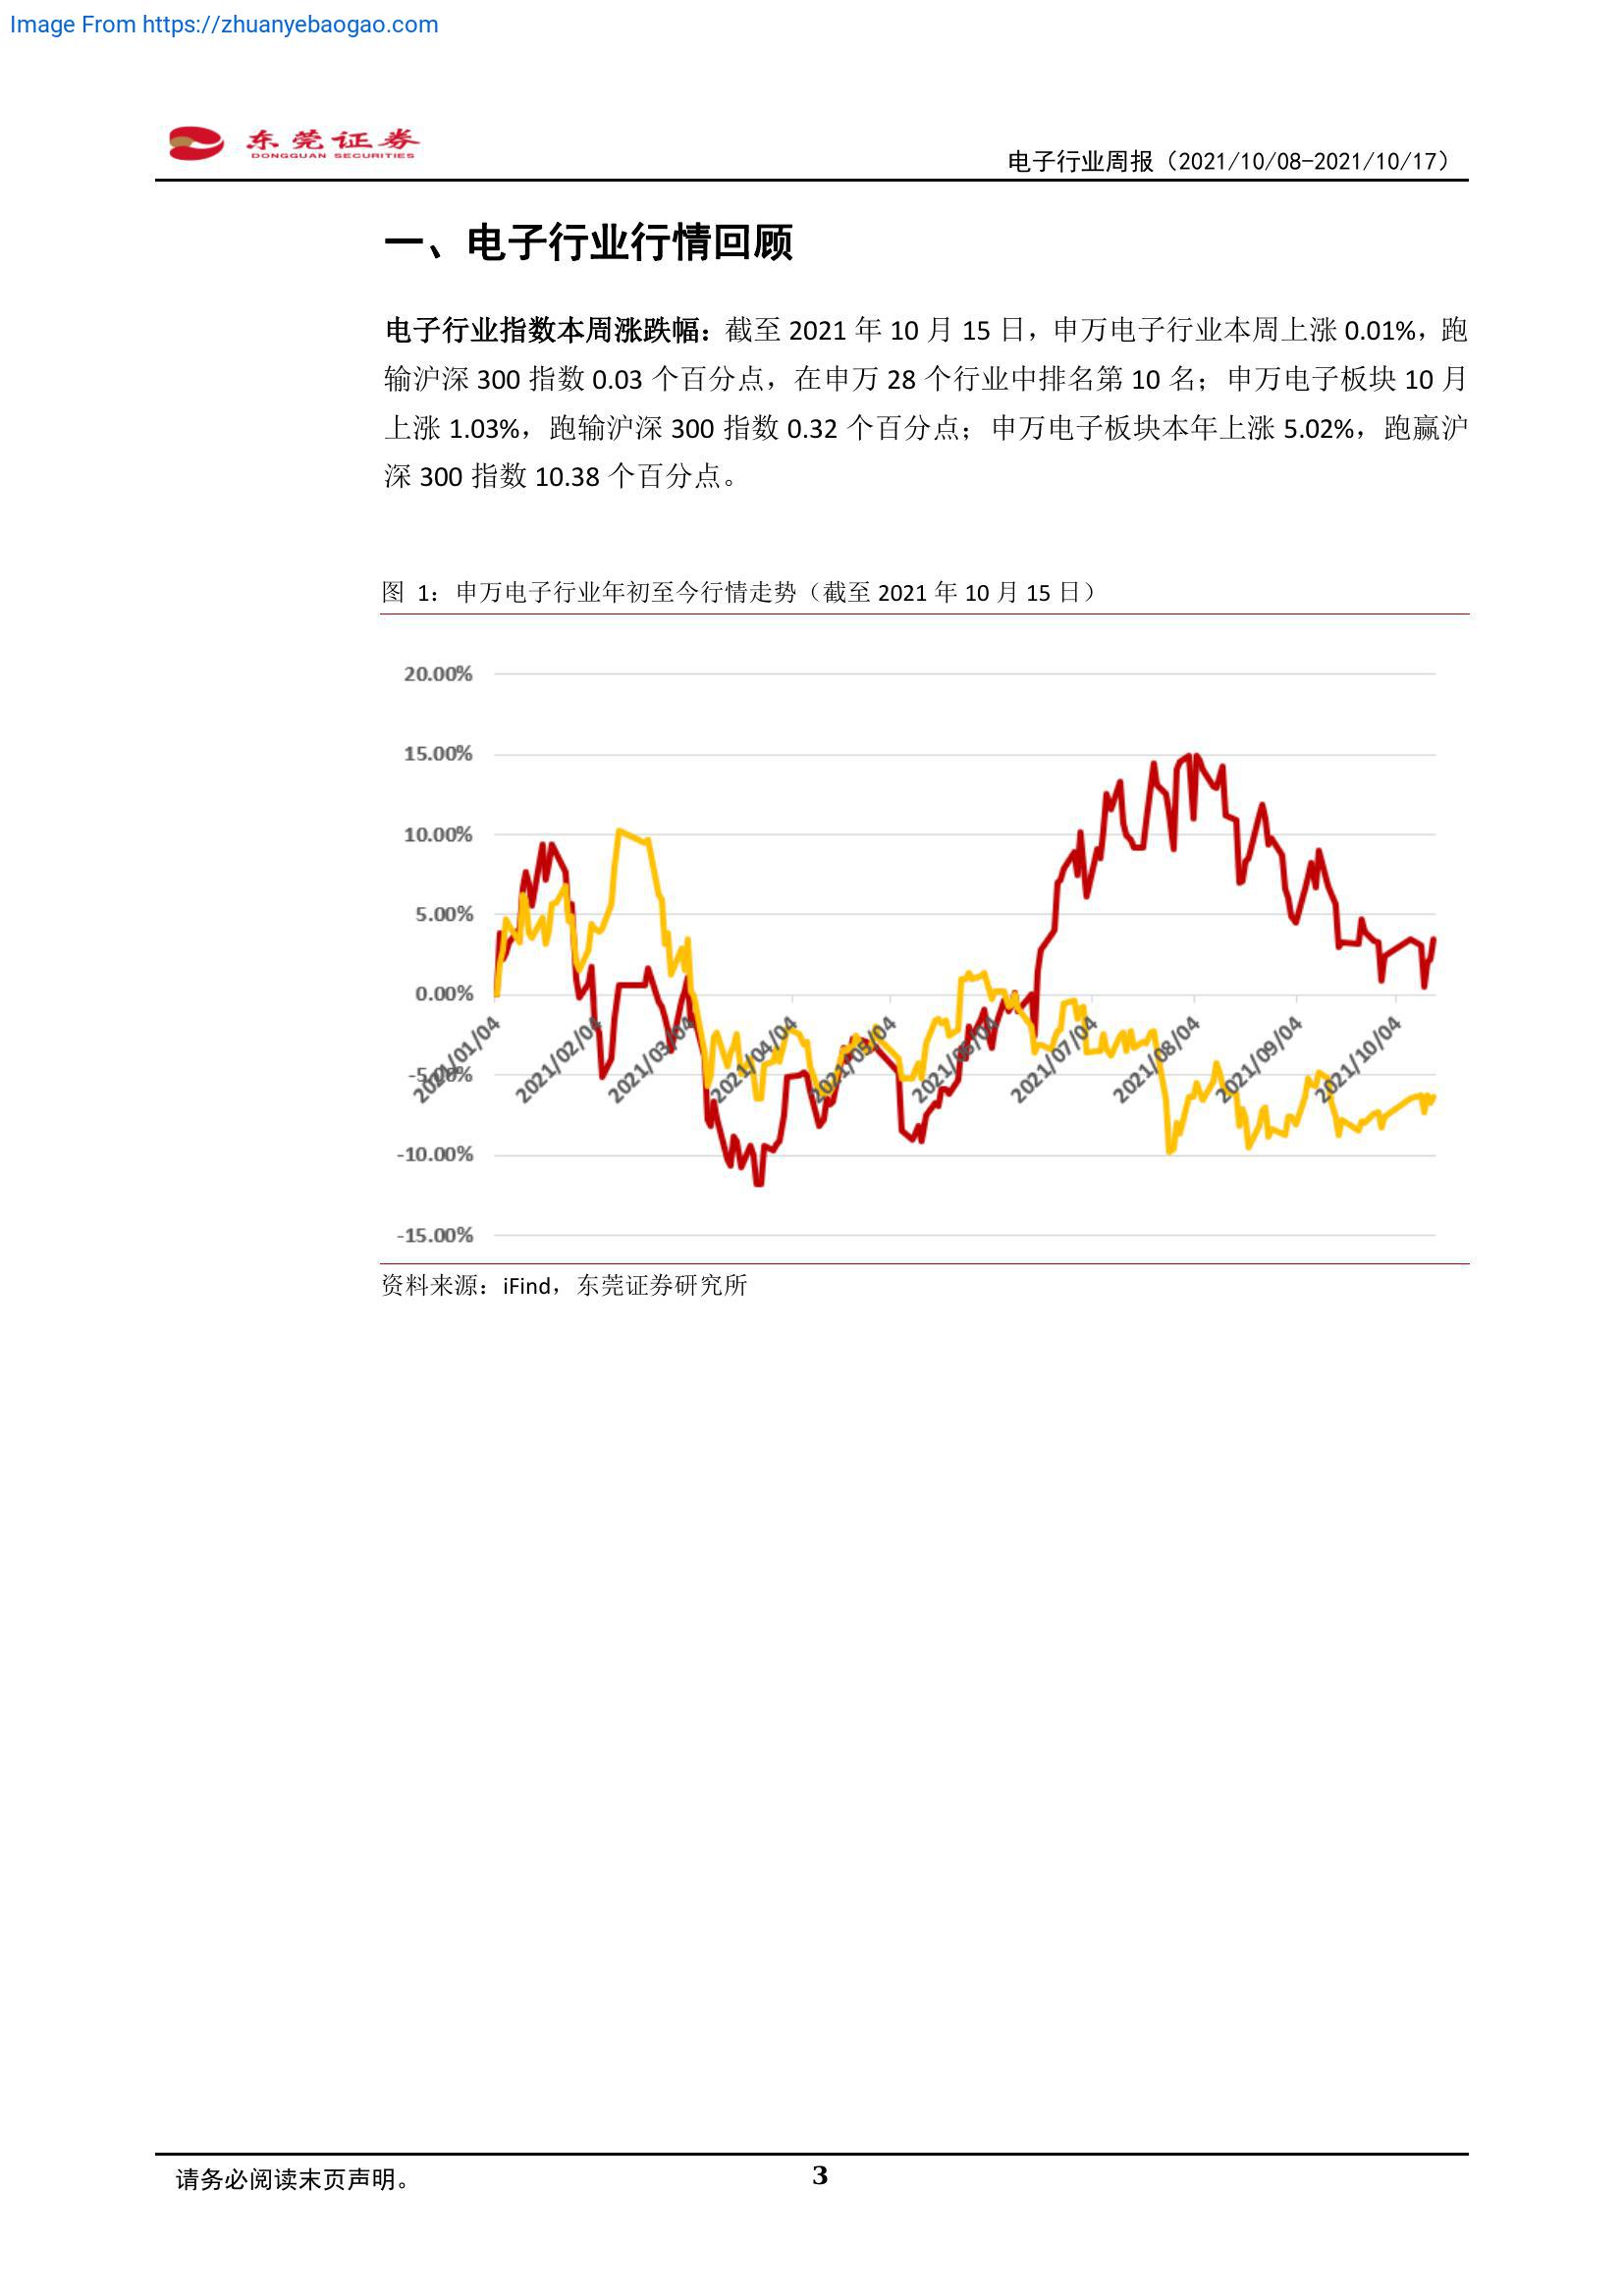 Image From https://zhuanyebaogao.com
东莞证券
DONGGUAN SECURITIES
电子行业周报（2021/10/08-2021/10/17）
一、电子行业行情回顾
电子行业指数本周涨跌幅：截至 2021 年 10 月 15 日，申万电子行业本周上涨 0.01%，跑
输沪深 300 指数 0.03 个百分点，在申万 28 个行业中排名第 10 名；申万电子板块 10 月
上涨 1.03%，跑输沪深 300 指数 0.32 个百分点；申万电子板块本年上涨 5.02%，跑赢沪
深 300 指数 10.38 个百分点。
图 1：申万电子行业年初至今行情走势（截至 2021 年 10 月 15 日）
20.00%
15.00%
10.00%
5.00%
0.00%
-5.00%
-10.00%
-15.00%
2021/01/04
2021/02/04
2021/03/04
2021/04/04
2021/05/04
2021/06/04
2021/07/04
2021/08/04
2021/09/04
2021/10/04
资料来源：iFind，东莞证券研究所
请务必阅读末页声明。
3